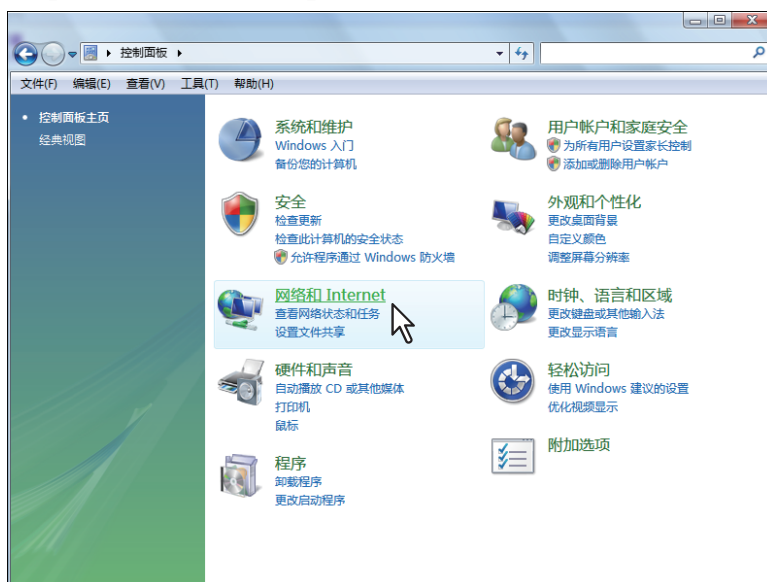 控制面板
文件(F) 编辑(E) 查看(V) 工具(T) 帮助(H)
控制面板主页
经典视图
系统和维护
Windows 入门
备份您的计算机
安全
检查更新
检查此计算机的安全状态
允许程序通过 Windows 防火墙
网络和 Internet
查看网络状态和任务
设置文件共享
硬件和声音
自动播放 CD 或其他媒体
打印机
鼠标
程序
卸载程序
更改启动程序
用户帐户和家庭安全
为所有用户设置家长控制
添加或删除用户帐户
外观和个性化
更改桌面背景
自定义颜色
调整屏幕分辨率
时钟、语言和区域
更改键盘或其他输入法
更改显示语言
轻松访问
使用 Windows 建议的设置
优化视频显示
附加选项